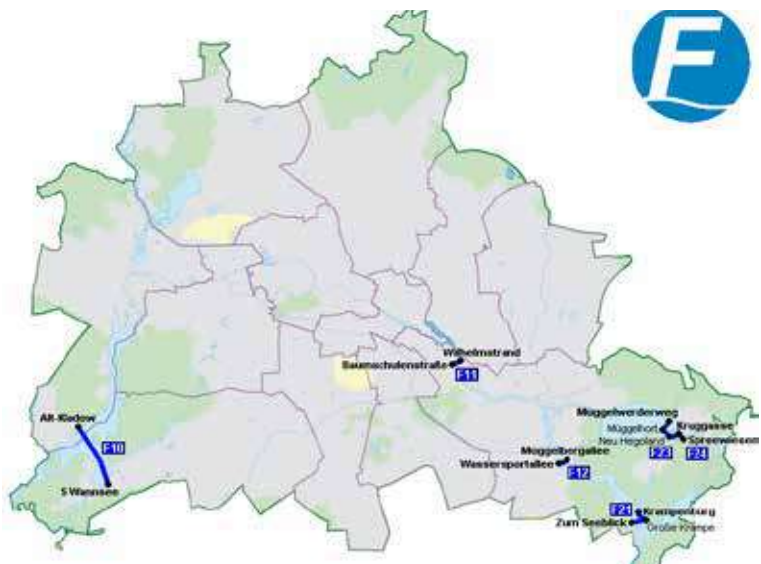 F
Wilhelmstrand
Baumschulenstraße
F11
Alt-Kladow
F10
S Wannsee
Müggelwerderweg
Müggelhort
Kruggasse
Neu Hegoland
Spreewiesen
F23
F24
Müggelbergallee
Wassersportallee
F12
F21
Krampenburg
Zum Seeblick
Große Krampe